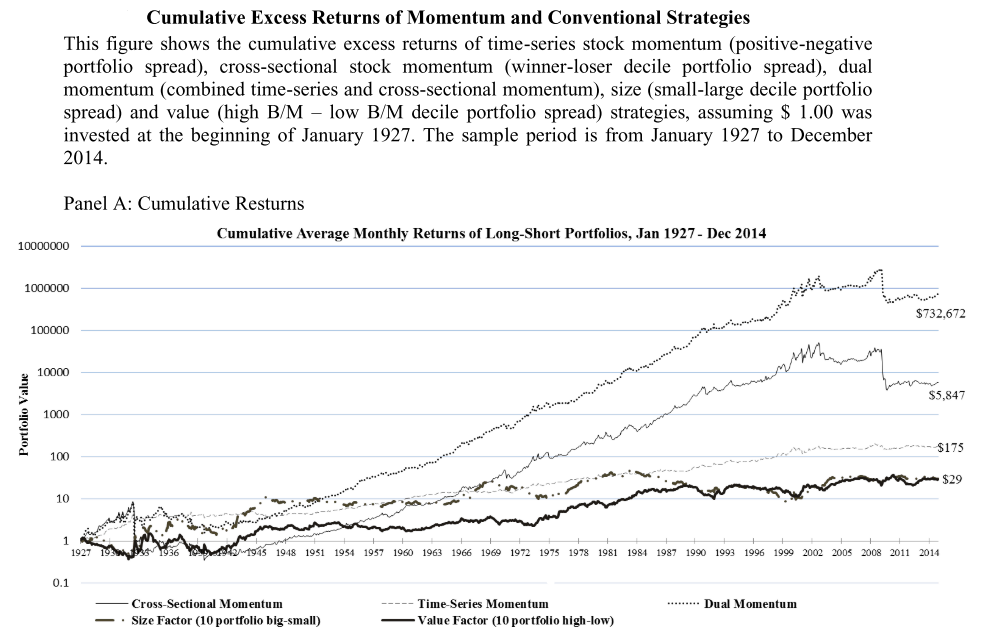 Cumulative Excess Returns of Momentum and Conventional Strategies
This figure shows the cumulative excess returns of time-series stock momentum (positive-negative
portfolio spread), cross-sectional stock momentum (winner-loser decile portfolio spread), dual
momentum (combined time-series and cross-sectional momentum), size (small-large decile portfolio
spread) and value (high B/M – low B/M decile portfolio spread) strategies, assuming $ 1.00 was
invested at the beginning of January 1927. The sample period is from January 1927 to December
2014.
Panel A: Cumulative Resturns
Cumulative Average Monthly Returns of Long-Short Portfolios, Jan 1927 - Dec 2014
Portfolio Value
10000000
1000000
100000
10000
1000
100
10
1
0.1
$732,672
$5,847
$175
$29
1927 1936 1945 1948 1951 1954 1957 1960 1963 1966 1969 1972 1975 1978 1981 1984 1987 1990 1993 1996 1999 2002 2005 2008 2011 2014
Cross-Sectional Momentum Time-Series Momentum Dual Momentum
Size Factor (10 portfolio big-small) Value Factor (10 portfolio high-low)